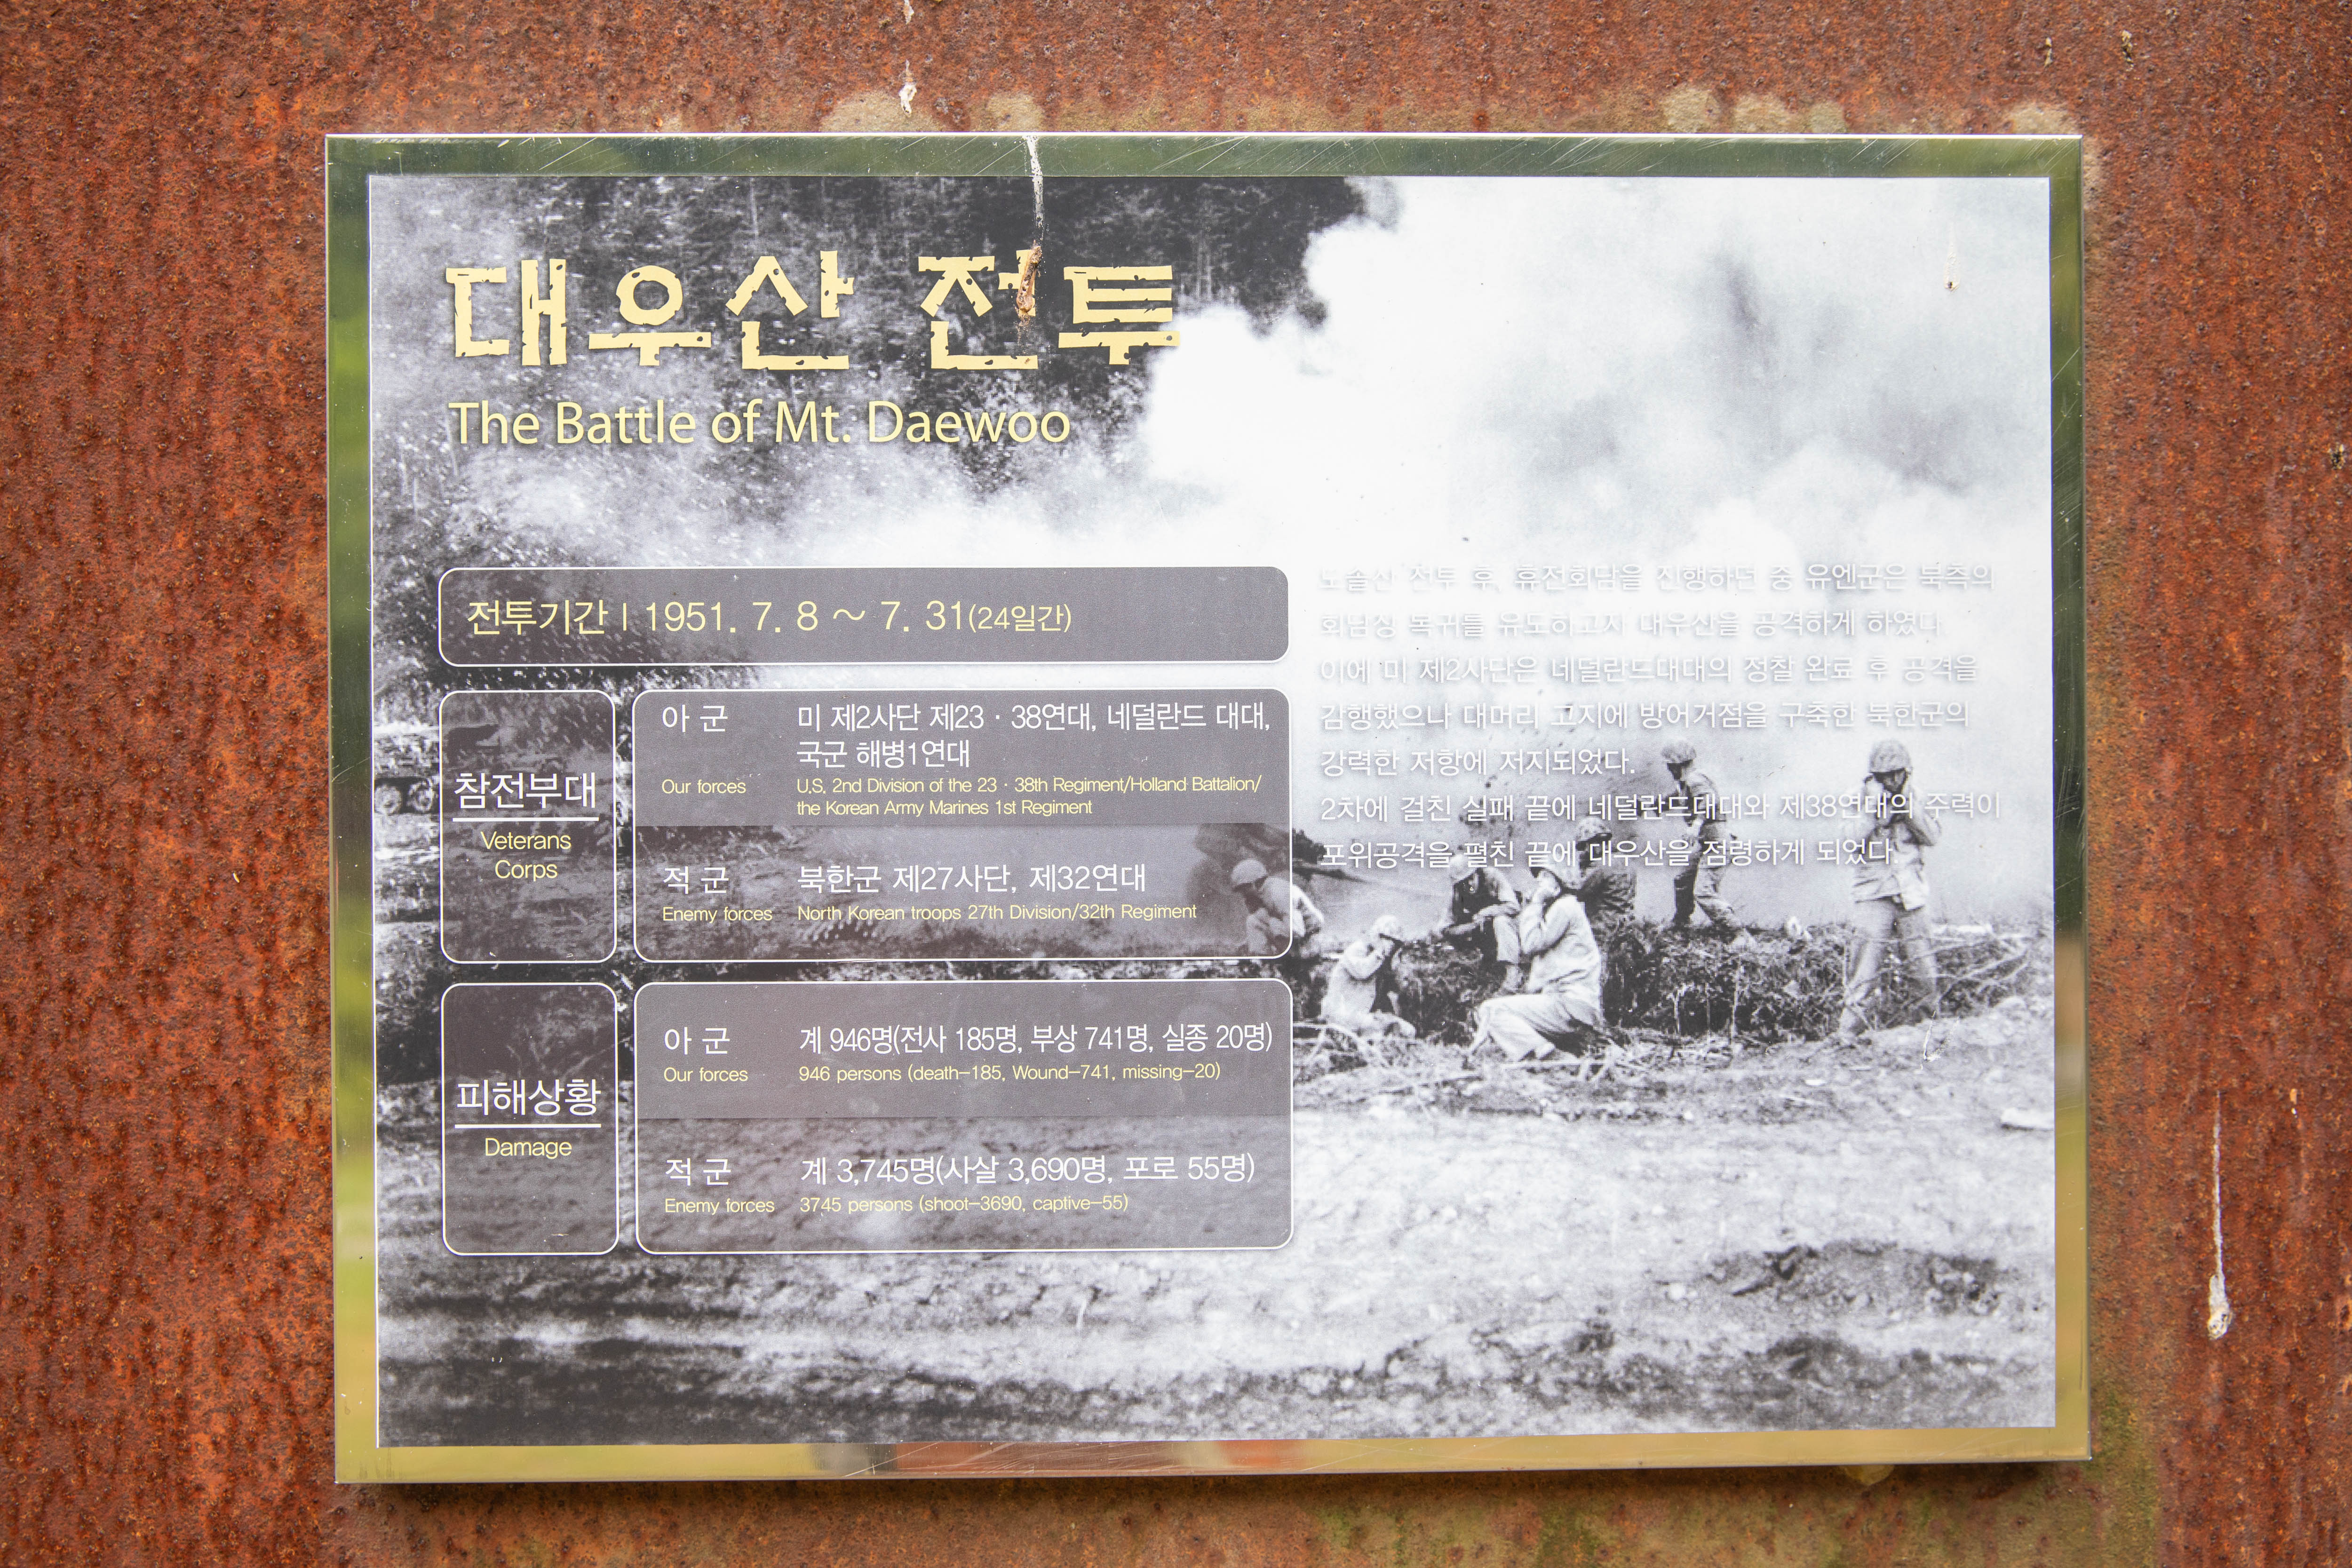 대우산 전투
The Battle of Mt. Daewoo
전투기간 | 1951. 7. 8 ~ 7. 31(24일간)
참전부대
Veterans
Corps
아 군
미 제2사단 제23 · 38연대, 네덜란드 대대,
국군 해병1연대
Our forces
U.S. 2nd Division of the 23 · 38th Regiment/Holland Battalion/
the Korean Army Marines 1st Regiment
적 군
북한군 제27사단, 제32연대
Enemy forces
North Korean troops 27th Division/32th Regiment
피해상황
Damage
아 군
계 946명(전사 185명, 부상 741명, 실종 20명)
Our forces
946 persons (death-185, Wound-741, missing-20)
적 군
계 3,745명(사살 3,690명, 포로 55명)
Enemy forces
3745 persons (shoot-3690, captive-55)
도솔산 전투 후, 휴전회담을 진행하던 중 유엔군은 북측의
회담장 복귀를 유도하고자 대우산을 공격하게 하였다.
이에 미 제2사단은 네덜란드대대의 정찰 완료 후 공격을
감행했으나 대머리 고지에 방어거점을 구축한 북한군의
강력한 저항에 저지되었다.
2차에 걸친 실패 끝에 네덜란드대대와 제38연대의 주력이
포위공격을 펼친 끝에 대우산을 점령하게 되었다.